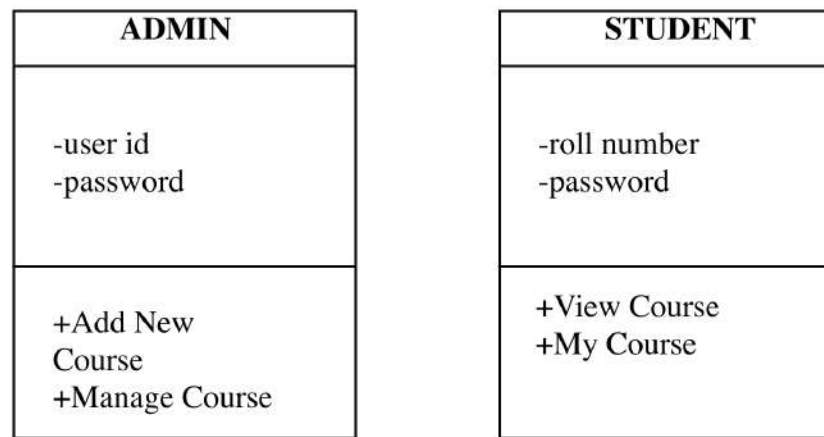 ADMIN
-user id
-password
+Add New
Course
+Manage Course
STUDENT
-roll number
-password
+View Course
+My Course